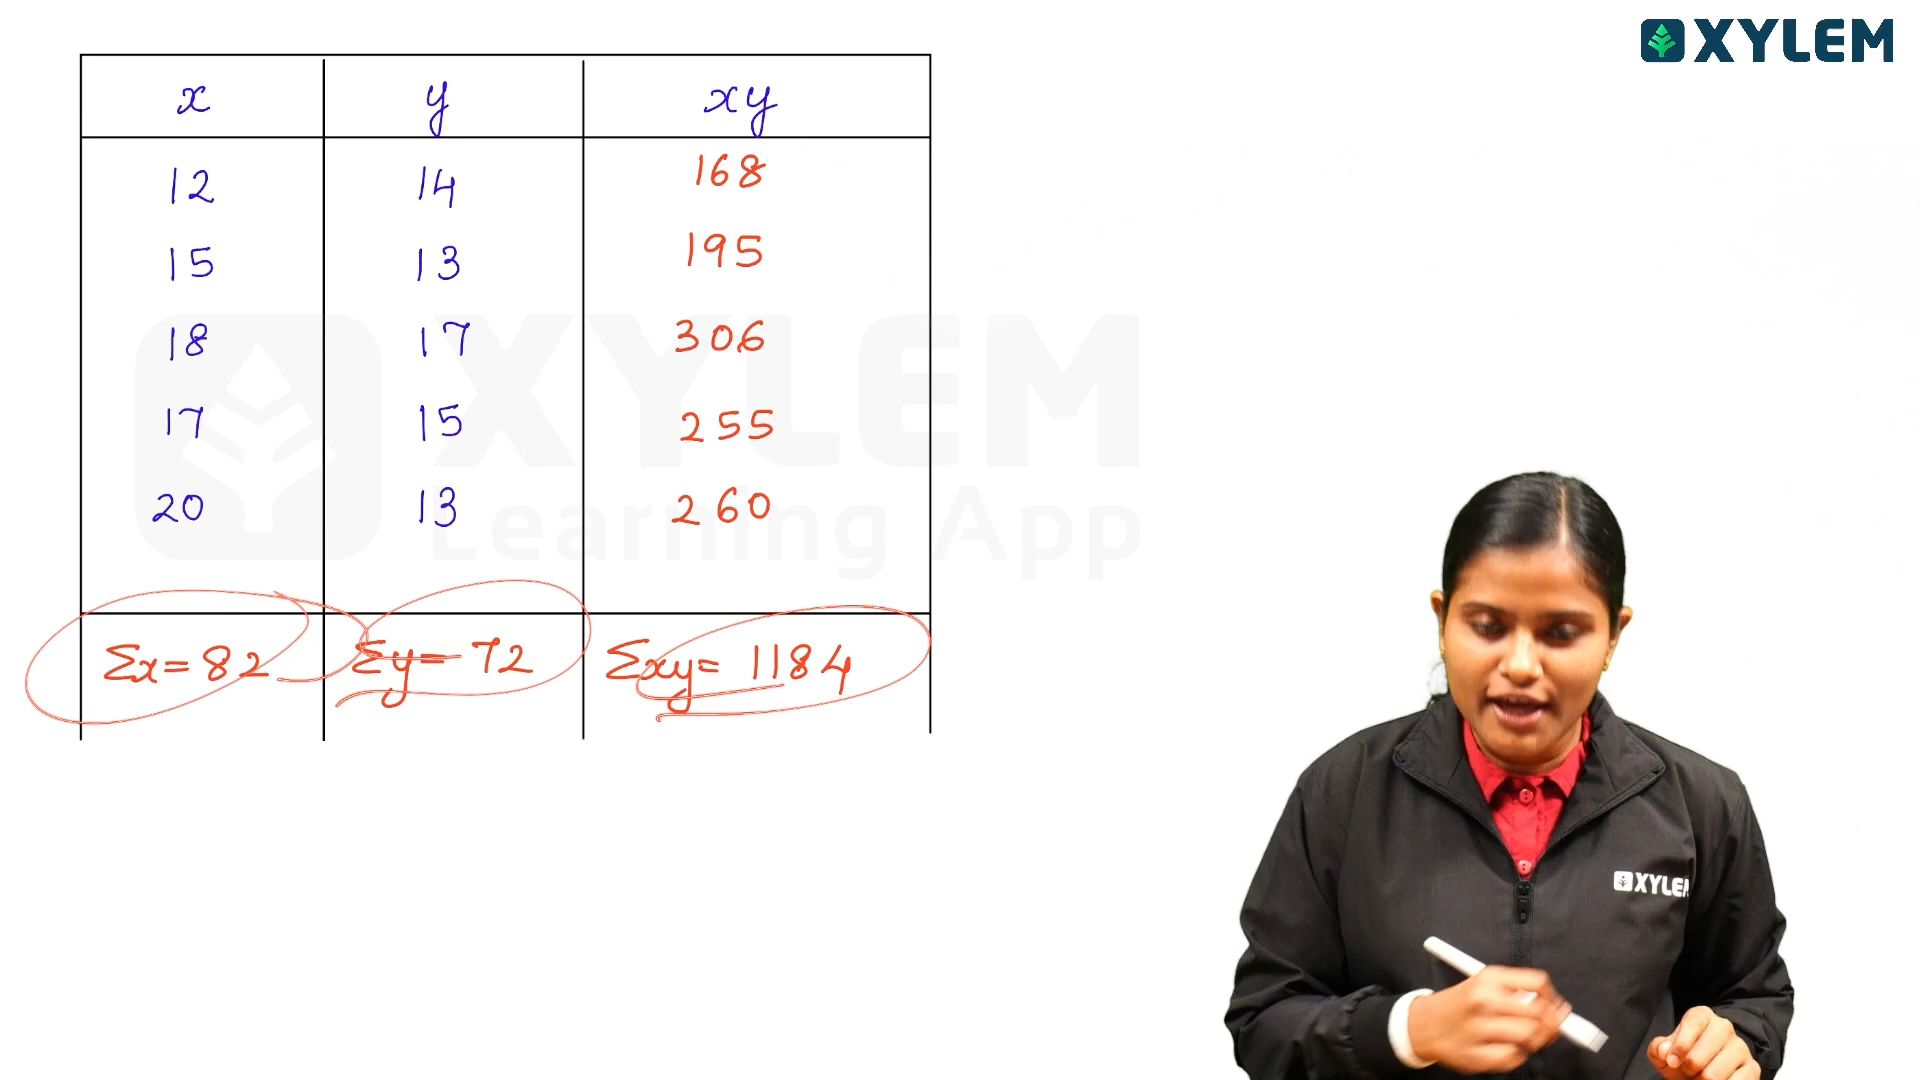 XYLEM
x y xy
12 14 168
15 13 195
18 17 306
17 15 255
20 13 260
Σx = 82 Σy = 72 Σxy = 1184
XYLEM
Learning App
XYLEM